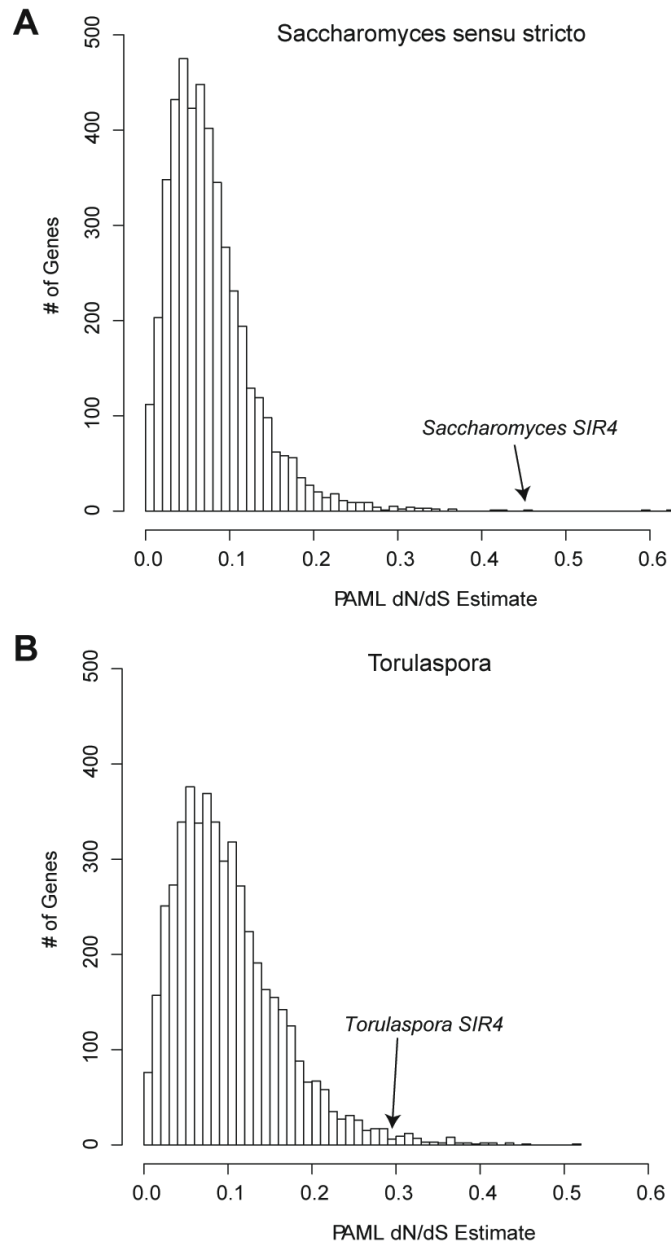 A
Saccharomyces sensu stricto
500
400
300
200
100
0
# of Genes
Saccharomyces SIR4
0.0 0.1 0.2 0.3 0.4 0.5 0.6
PAML dN/dS Estimate
B
Torulaspora
500
400
300
200
100
0
# of Genes
Torulaspora SIR4
0.0 0.1 0.2 0.3 0.4 0.5 0.6
PAML dN/dS Estimate